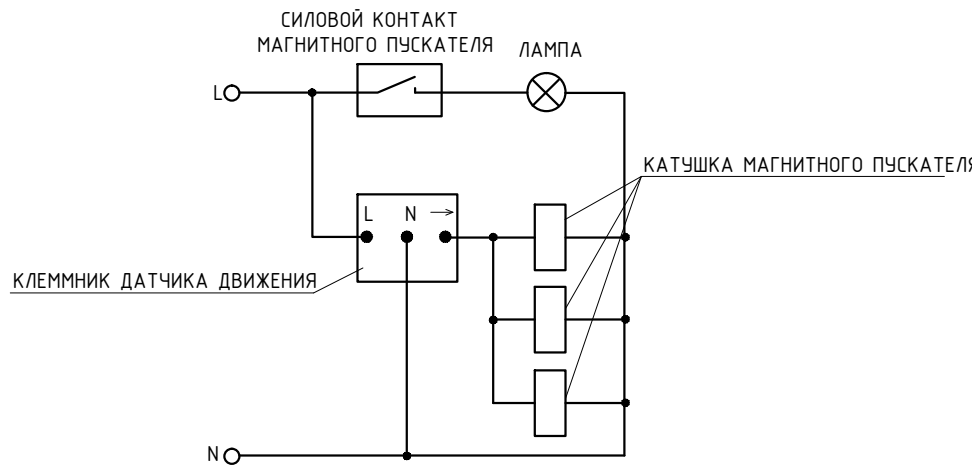 СИЛОВОЙ КОНТАКТ
МАГНИТНОГО ПУСКАТЕЛЯ
ЛАМПА
L
КАТУШКА МАГНИТНОГО ПУСКАТЕЛЯ
L N →
КЛЕММНИК ДАТЧИКА ДВИЖЕНИЯ
N